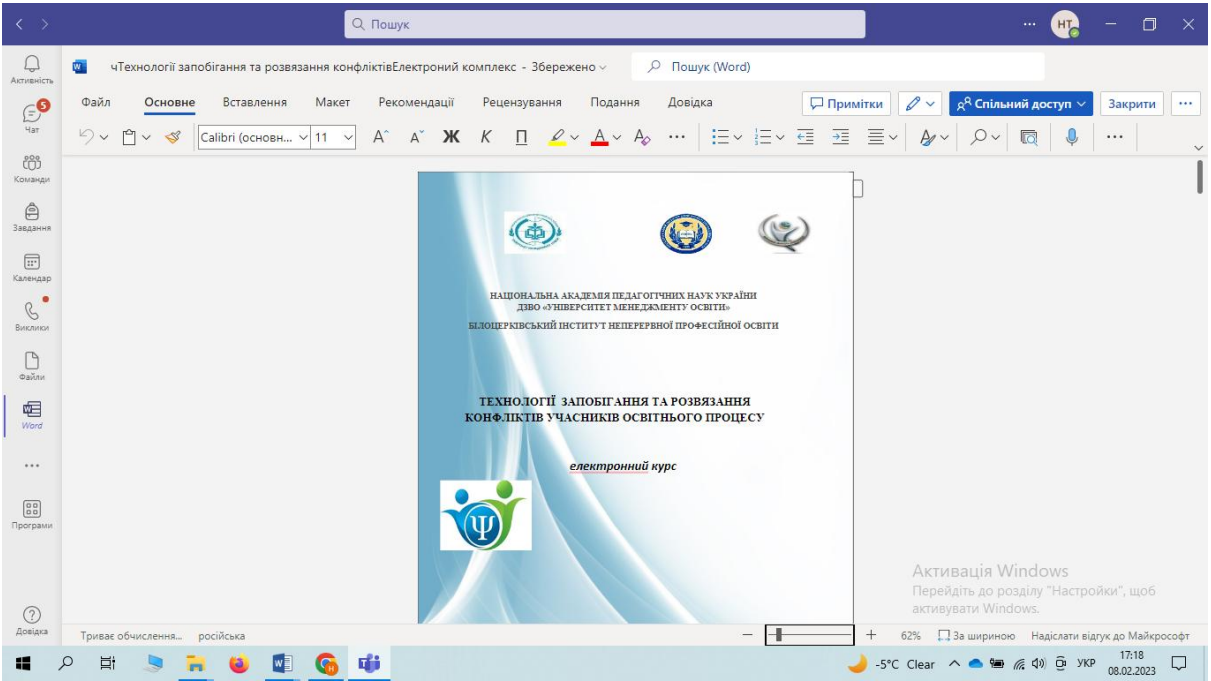 Пошук
НТ
чТехнології запобігання та розвязання конфліктівЕлектроний комплекс - Збережено
Пошук (Word)
Файл Основне Вставлення Макет Рекомендації Рецензування Подання Довідка Примітки Спільний доступ Закрити
Calibri (основн... 11 Ж К П
Активність
5
Чат
Команди
Завдання
Календар
Виклики
Файли
Word
Програми
Довідка
НАЦІОНАЛЬНА АКАДЕМІЯ ПЕДАГОГІЧНИХ НАУК УКРАЇНИ
ДЗВО «УНІВЕРСИТЕТ МЕНЕДЖМЕНТУ ОСВІТИ»
БІЛОЦЕРКІВСЬКИЙ ІНСТИТУТ НЕПЕРЕРВНОЇ ПРОФЕСІЙНОЇ ОСВІТИ
ТЕХНОЛОГІЇ ЗАПОБІГАННЯ ТА РОЗВЯЗАННЯ
КОНФЛІКТІВ УЧАСНИКІВ ОСВІТНЬОГО ПРОЦЕСУ
електронний курс
Ψ
Активація Windows
Перейдіть до розділу "Настройки", щоб
активувати Windows.
Триває обчислення... російська 62% За шириною Надіслати відгук до Майкрософт
-5°C Clear УКР 17:18
08.02.2023